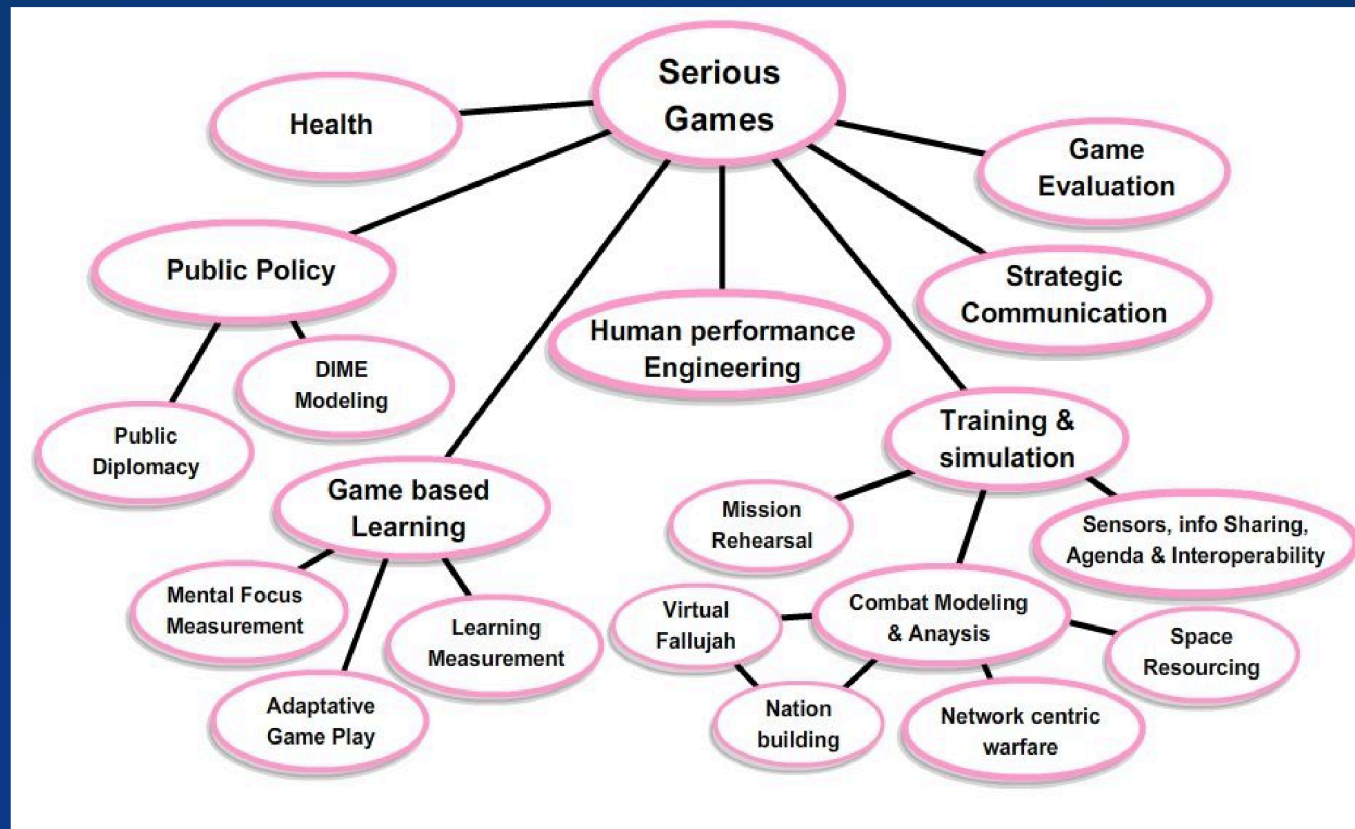 Serious
Games
Health
Game
Evaluation
Public Policy
Strategic
Communication
Human performance
Engineering
DIME
Modeling
Public
Diplomacy
Training &
simulation
Game based
Learning
Mission
Rehearsal
Sensors, info Sharing,
Agenda & Interoperability
Mental Focus
Measurement
Learning
Measurement
Virtual
Fallujah
Combat Modeling
& Anaysis
Space
Resourcing
Adaptative
Game Play
Nation
building
Network centric
warfare